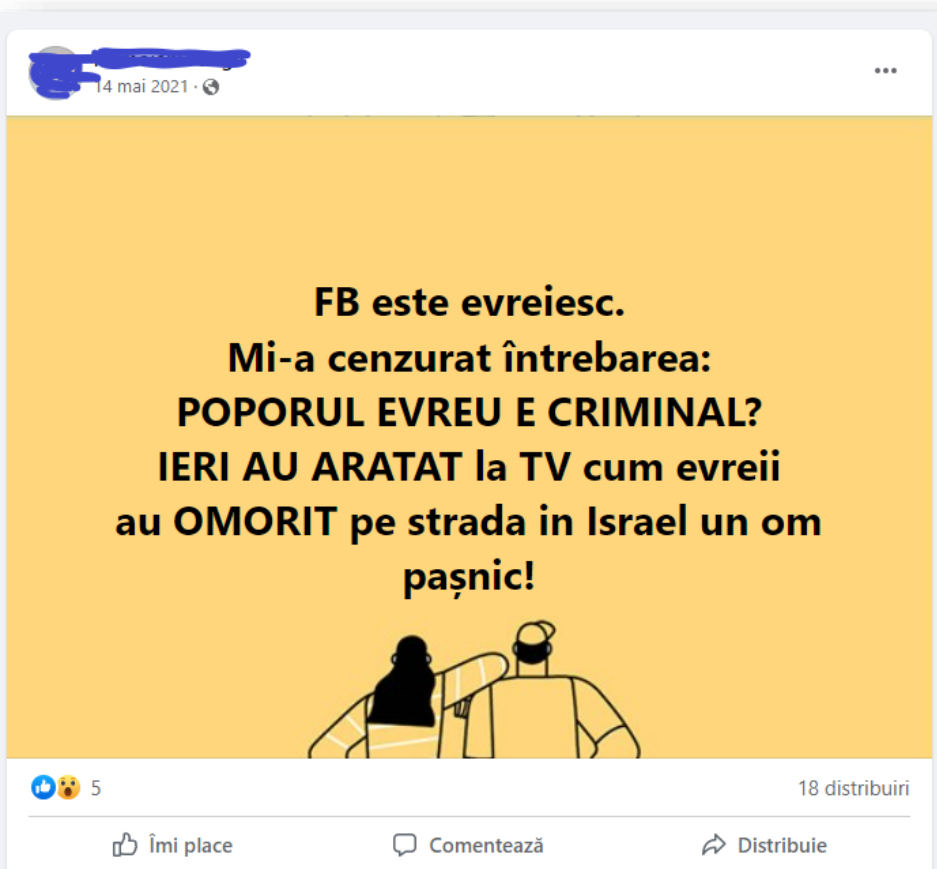 14 mai 2021 ·
FB este evreiesc.
Mi-a cenzurat întrebarea:
POPORUL EVREU E CRIMINAL?
IERI AU ARATAT la TV cum evreii
au OMORIT pe strada in Israel un om
pașnic!
5
18 distribuiri
Îmi place
Comentează
Distribuie